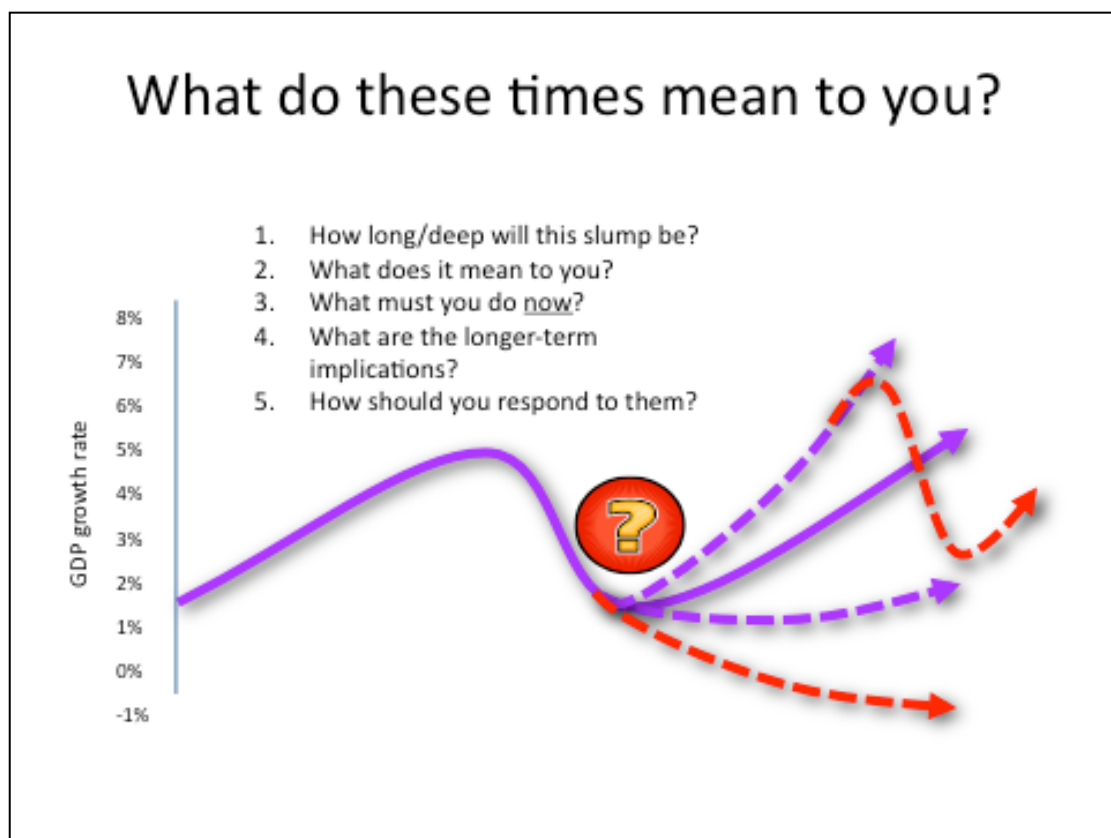 What do these times mean to you?
1. How long/deep will this slump be?
2. What does it mean to you?
3. What must you do now?
4. What are the longer-term
implications?
5. How should you respond to them?
GDP growth rate
8%
7%
6%
5%
4%
3%
2%
1%
0%
-1%
?